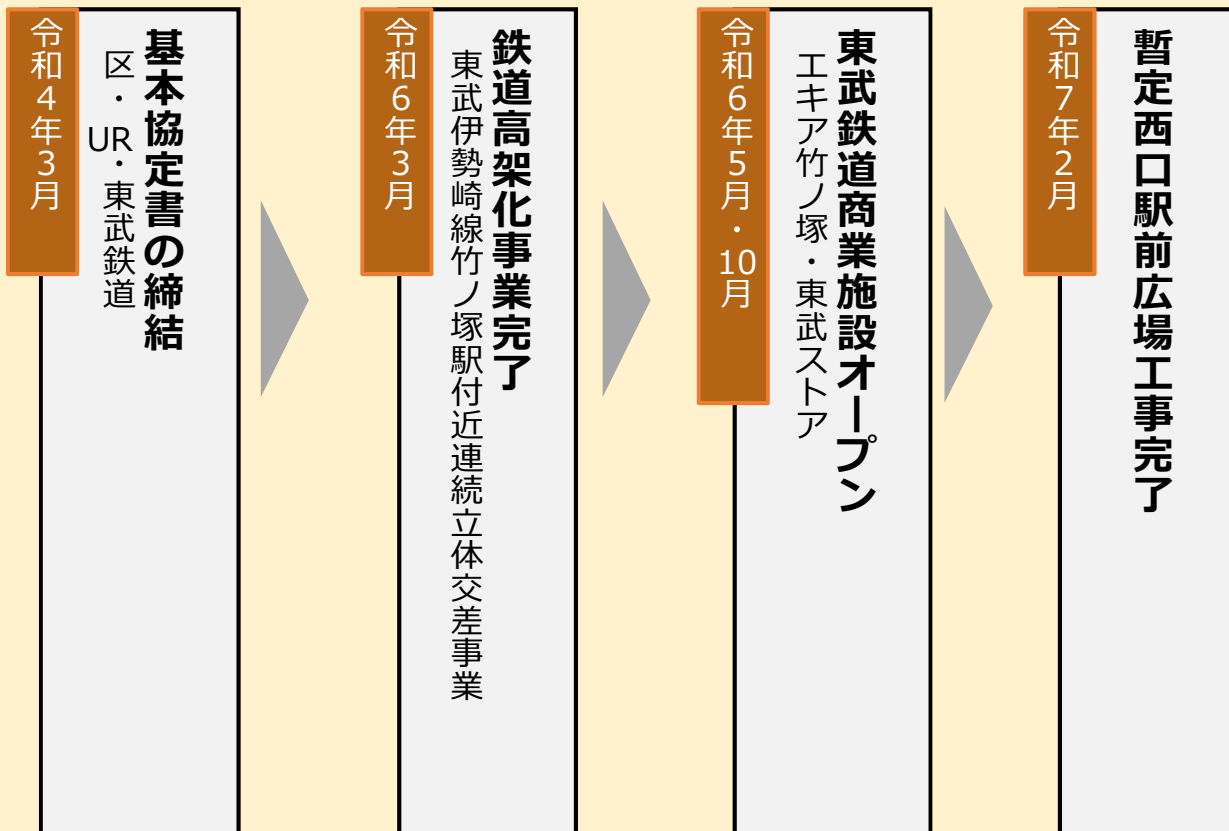 令和4年3月
基本協定書の締結
区・UR・東武鉄道
令和6年3月
鉄道高架化事業完了
東武伊勢崎線竹ノ塚駅付近連続立体交差事業
令和6年5月・10月
東武鉄道商業施設オープン
エキア竹ノ塚・東武ストア
令和7年2月
暫定西口駅前広場工事完了